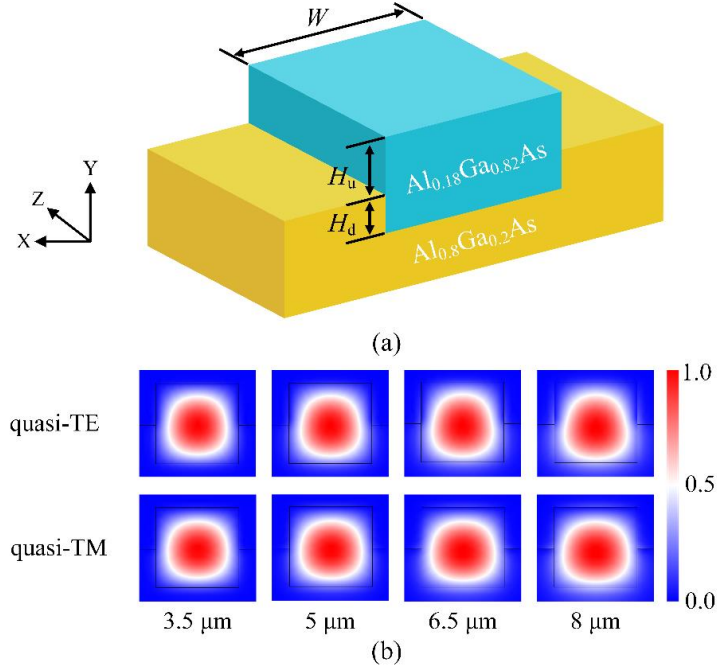 W
Hu
Al0.18Ga0.82As
Hd
Al0.8Ga0.2As
Y
Z
X
(a)
1.0
quasi-TE
0.5
quasi-TM
0.0
3.5 μm 5 μm 6.5 μm 8 μm
(b)